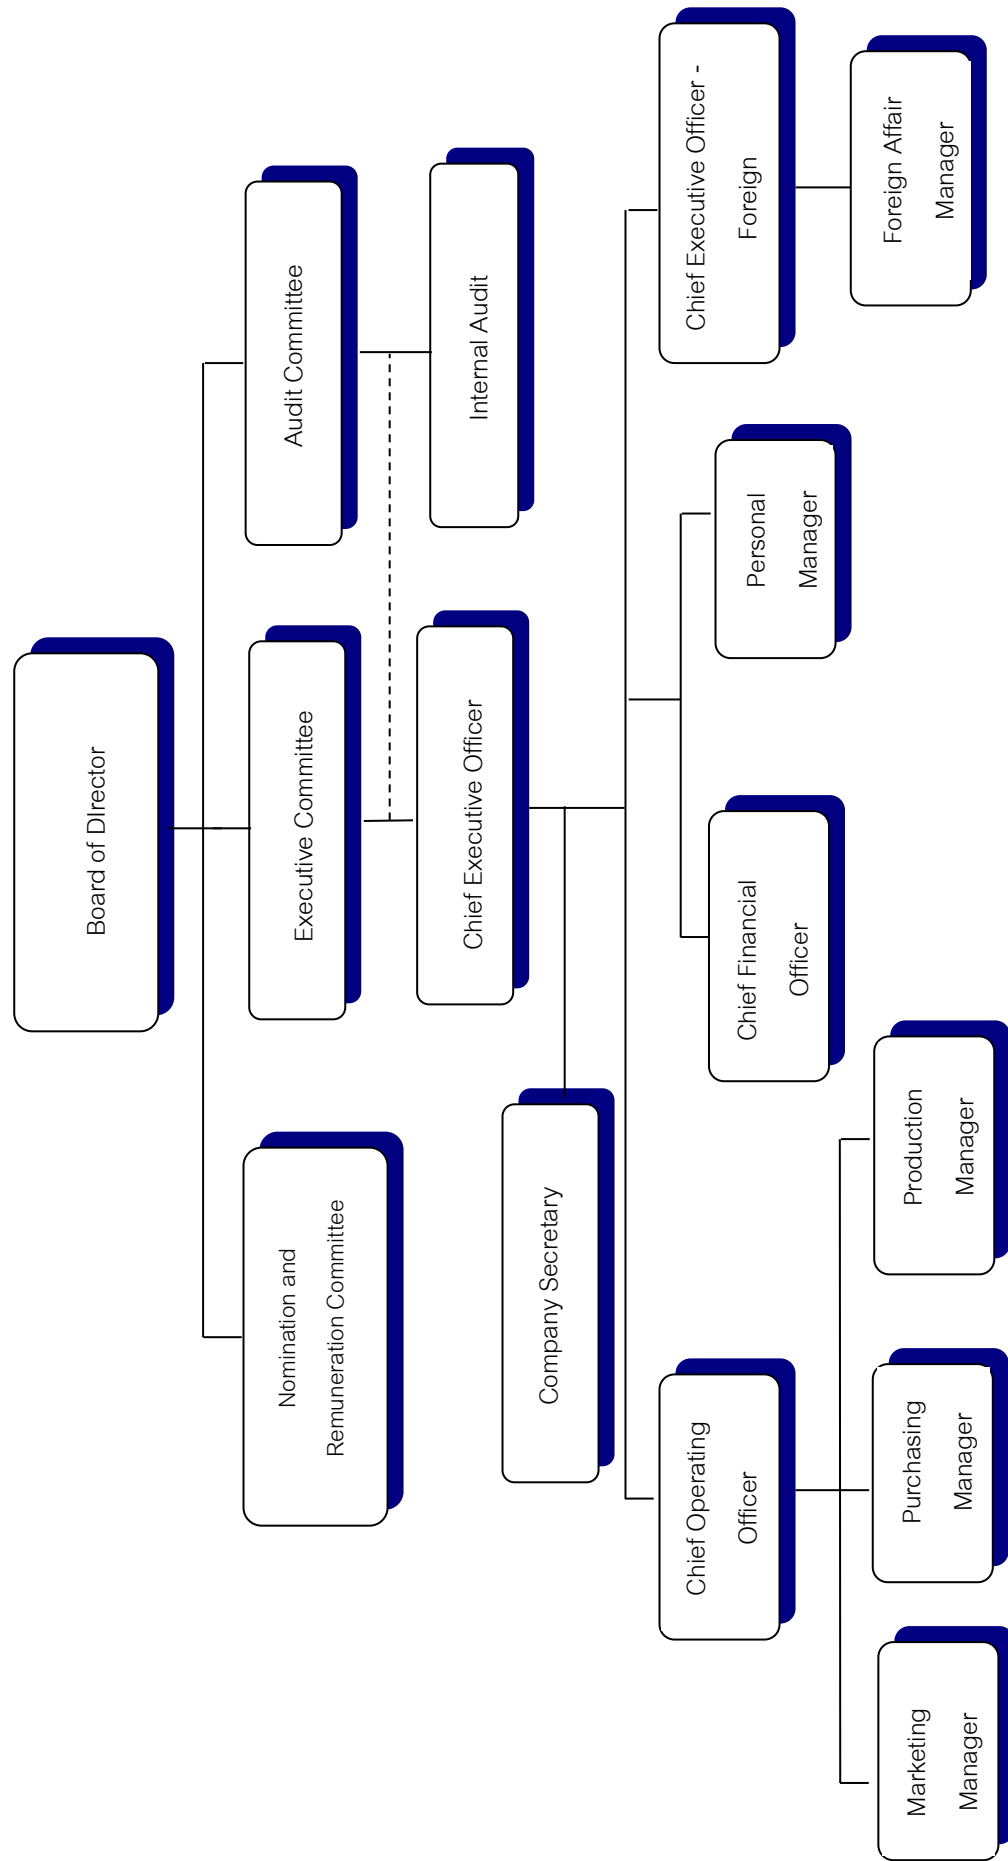 Board of DIrector
Nomination and
Remuneration Committee
Executive Committee
Audit Committee
Chief Executive Officer
Internal Audit
Company Secretary
Chief Operating
Officer
Chief Financial
Officer
Personal
Manager
Chief Executive Officer -
Foreign
Marketing
Manager
Purchasing
Manager
Production
Manager
Foreign Affair
Manager